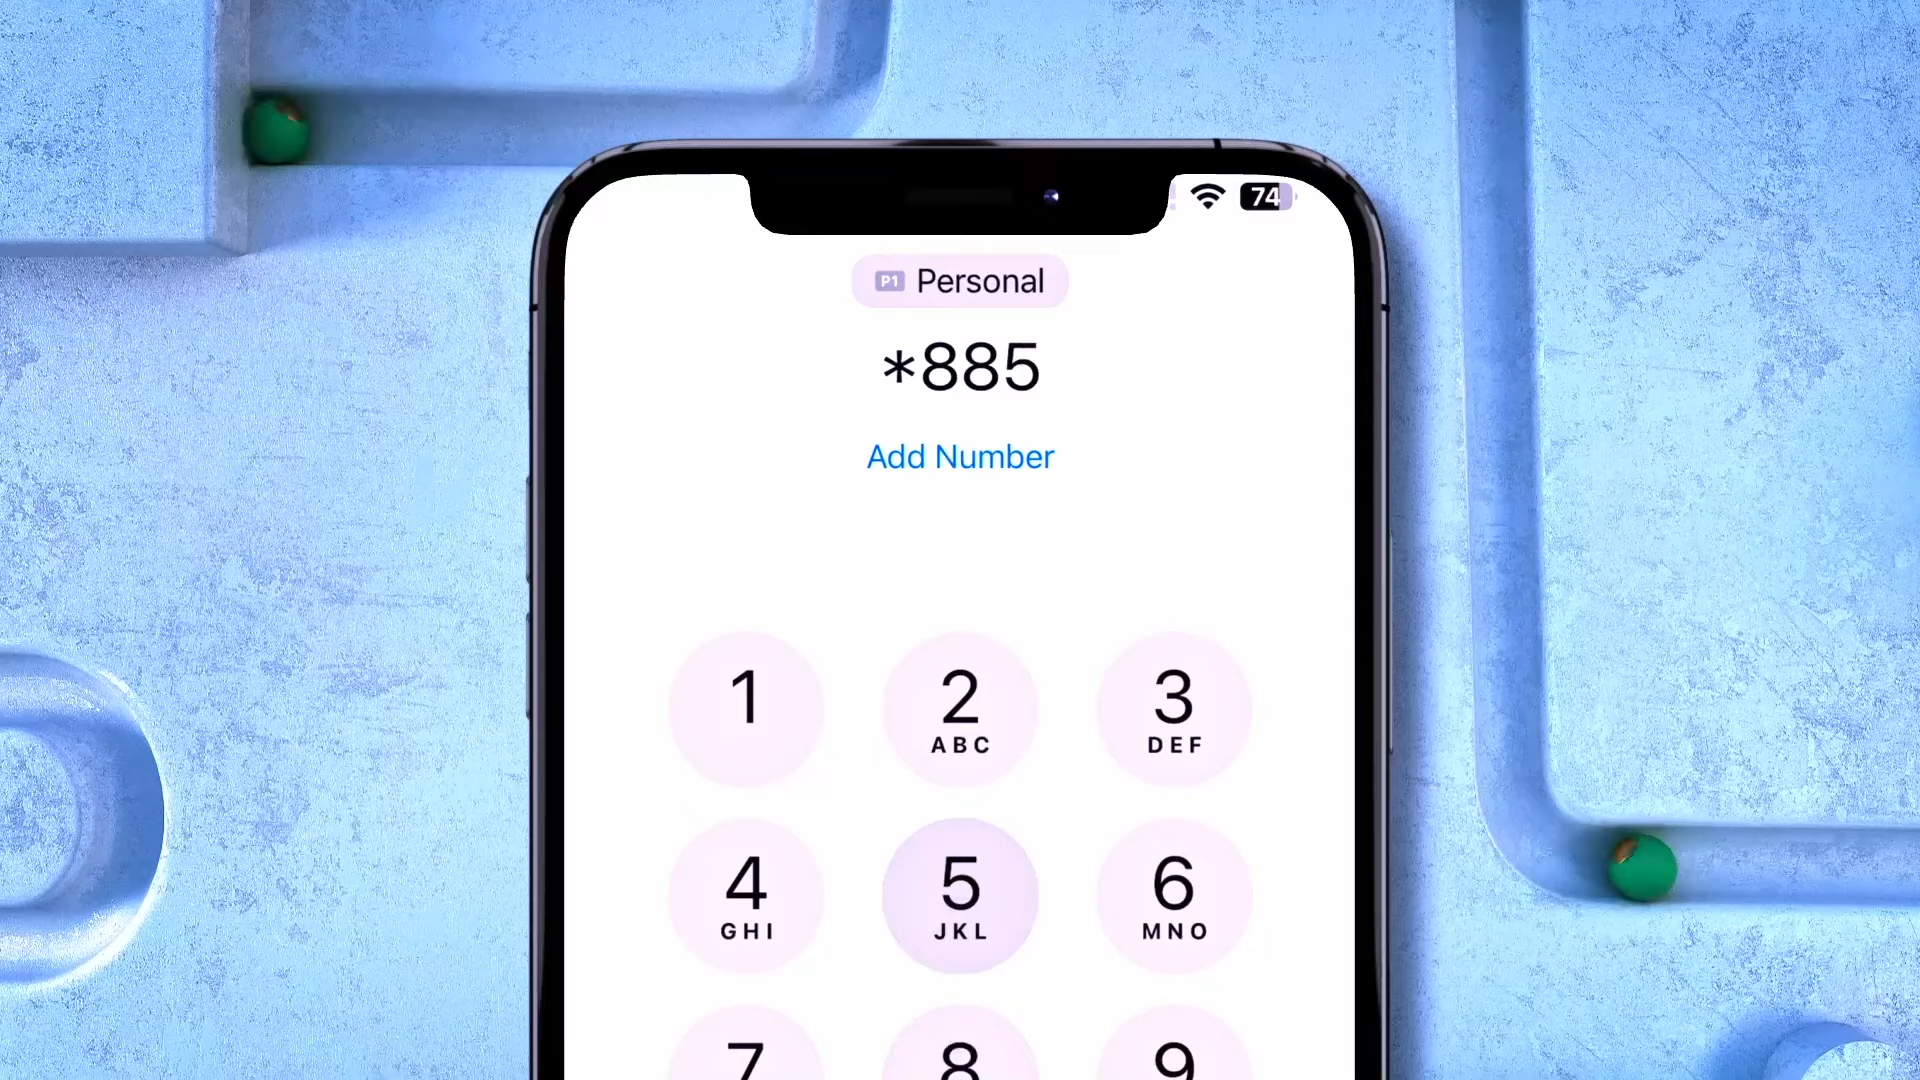 74
P1 Personal
*885
Add Number
1 2 3
ABC DEF
4 5 6
GHI JKL MNO
7 8 9